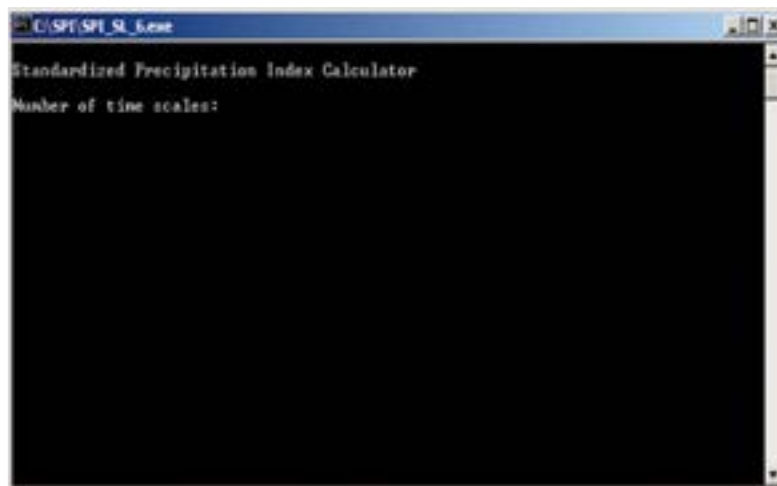 C:\SPI\SPI_SL_6.exe
Standardized Precipitation Index Calculator
Number of time scales: